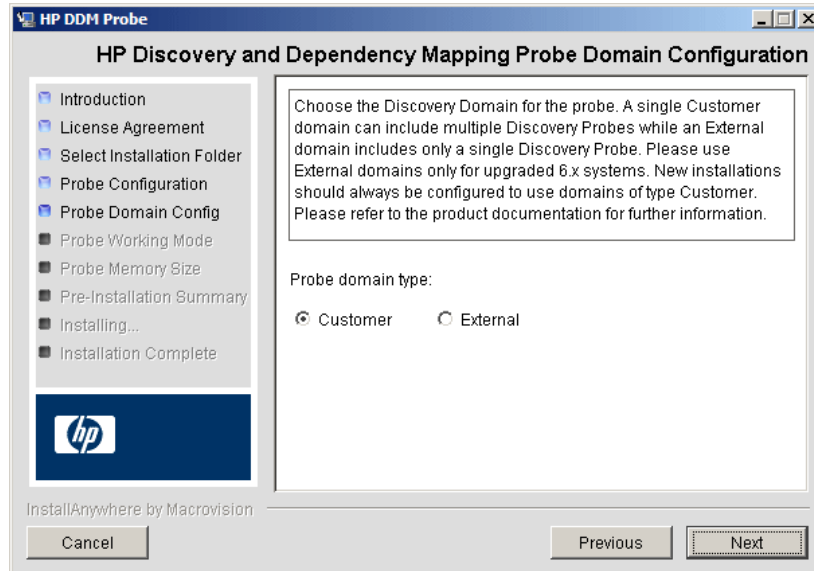 HP DDM Probe
HP Discovery and Dependency Mapping Probe Domain Configuration
Introduction
License Agreement
Select Installation Folder
Probe Configuration
Probe Domain Config
Probe Working Mode
Probe Memory Size
Pre-Installation Summary
Installing...
Installation Complete
hp
Choose the Discovery Domain for the probe. A single Customer
domain can include multiple Discovery Probes while an External
domain includes only a single Discovery Probe. Please use
External domains only for upgraded 6.x systems. New installations
should always be configured to use domains of type Customer.
Please refer to the product documentation for further information.
Probe domain type:
Customer External
InstallAnywhere by Macrovision
Cancel Previous Next